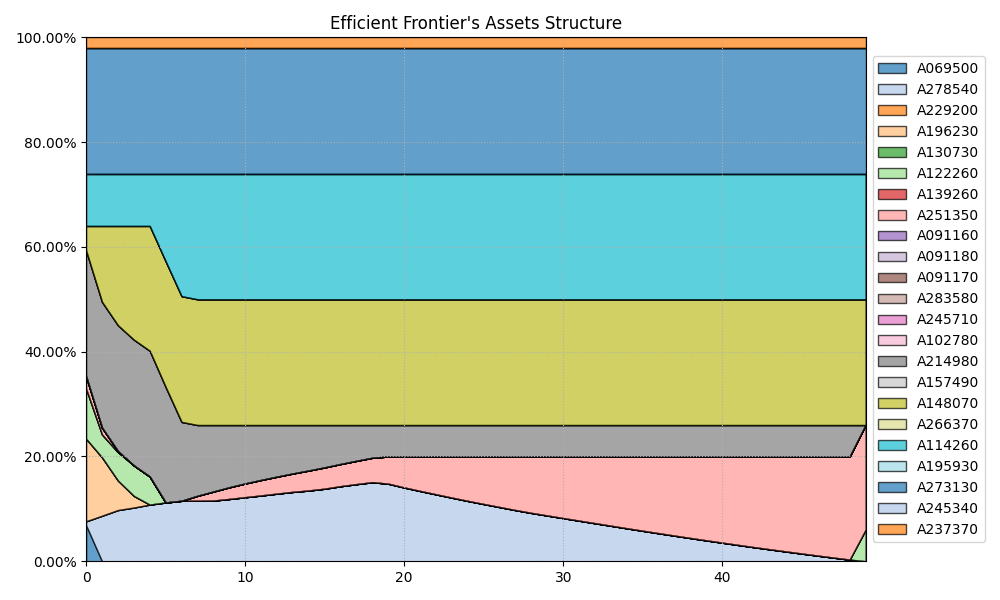 Efficient Frontier's Assets Structure
100.00%
80.00%
60.00%
40.00%
20.00%
0.00%
0
10
20
30
40
A069500
A278540
A229200
A196230
A130730
A122260
A139260
A251350
A091160
A091180
A091170
A283580
A245710
A102780
A214980
A157490
A148070
A266370
A114260
A195930
A273130
A245340
A237370